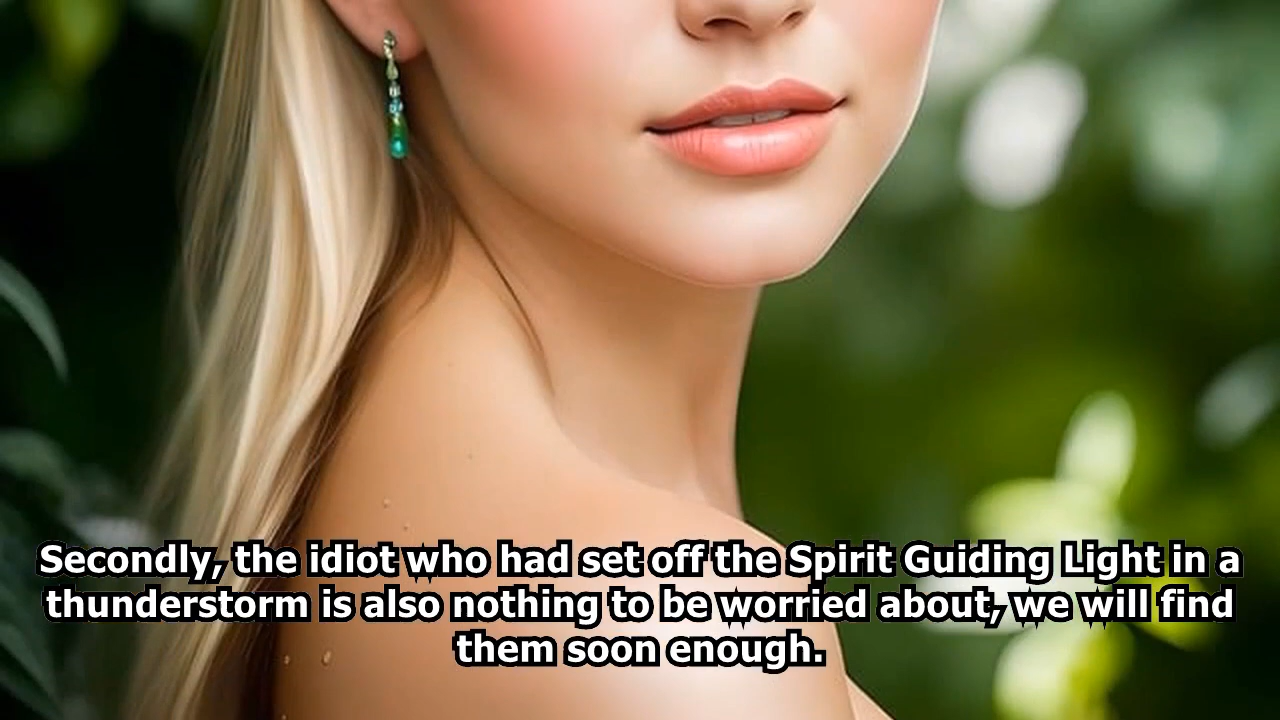 Secondly, the idiot who had set off the Spirit Guiding Light in a
thunderstorm is also nothing to be worried about, we will find
them soon enough.